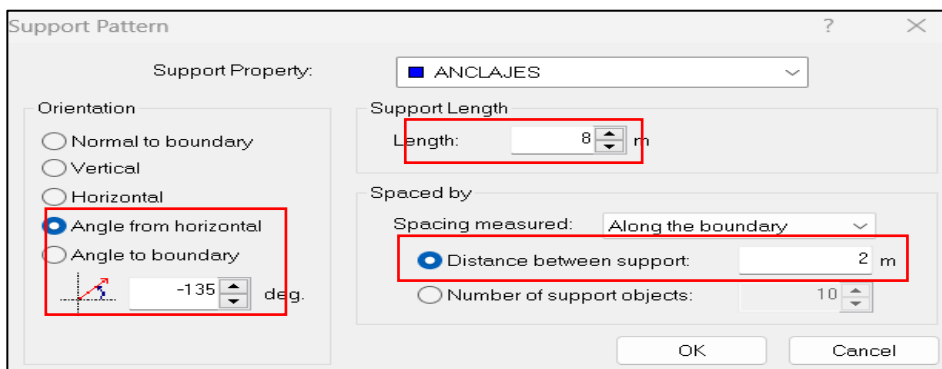 Support Pattern ?
Support Property: ANCLAJES
Orientation
Normal to boundary
Vertical
Horizontal
Angle from horizontal
Angle to boundary
-135 deg.
Support Length
Length: 8 m
Spaced by
Spacing measured: Along the boundary
Distance between support: 2 m
Number of support objects: 10
OK Cancel